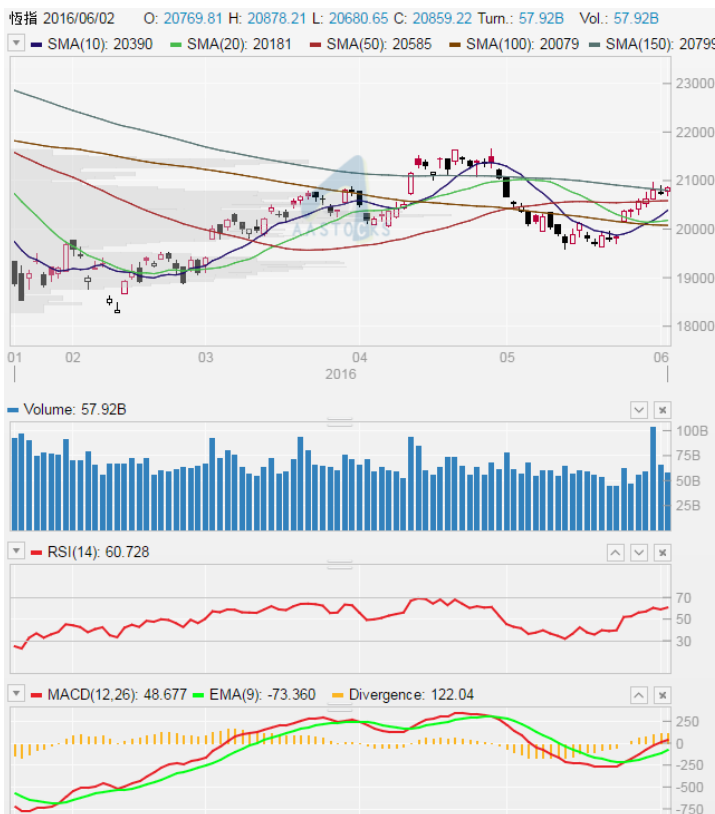 恆指 2016/06/02 O: 20769.81 H: 20878.21 L: 20680.65 C: 20859.22 Turn.: 57.92B Vol.: 57.92B
SMA(10): 20390 SMA(20): 20181 SMA(50): 20585 SMA(100): 20079 SMA(150): 20799
23000
22000
21000
20000
19000
18000
AASTOCKS
01 02 03 04 05 06
2016
Volume: 57.92B
100B
75B
50B
25B
RSI(14): 60.728
70
50
30
MACD(12,26): 48.677 EMA(9): -73.360 Divergence: 122.04
250
0
-250
-500
-750